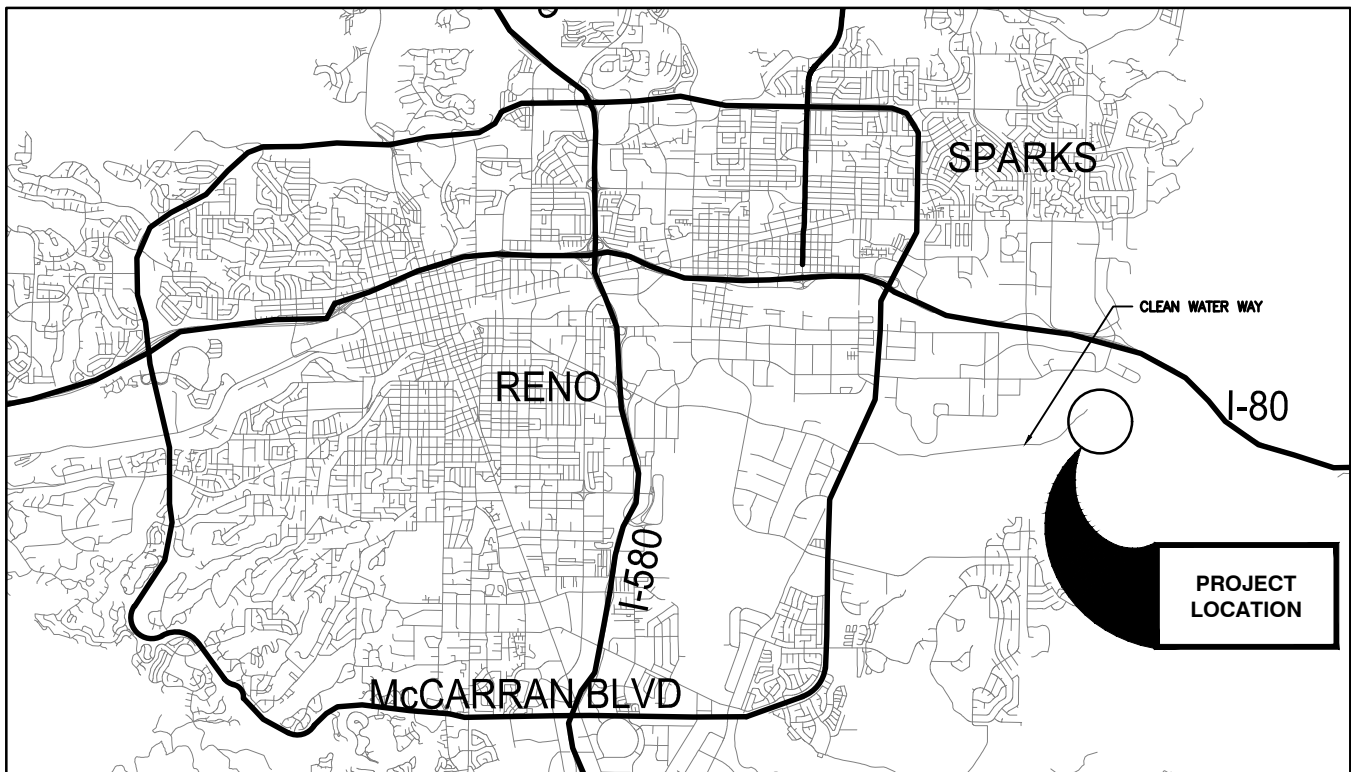 SPARKS
CLEAN WATER WAY
RENO
I-80
I-580
PROJECT
LOCATION
McCARRAN BLVD